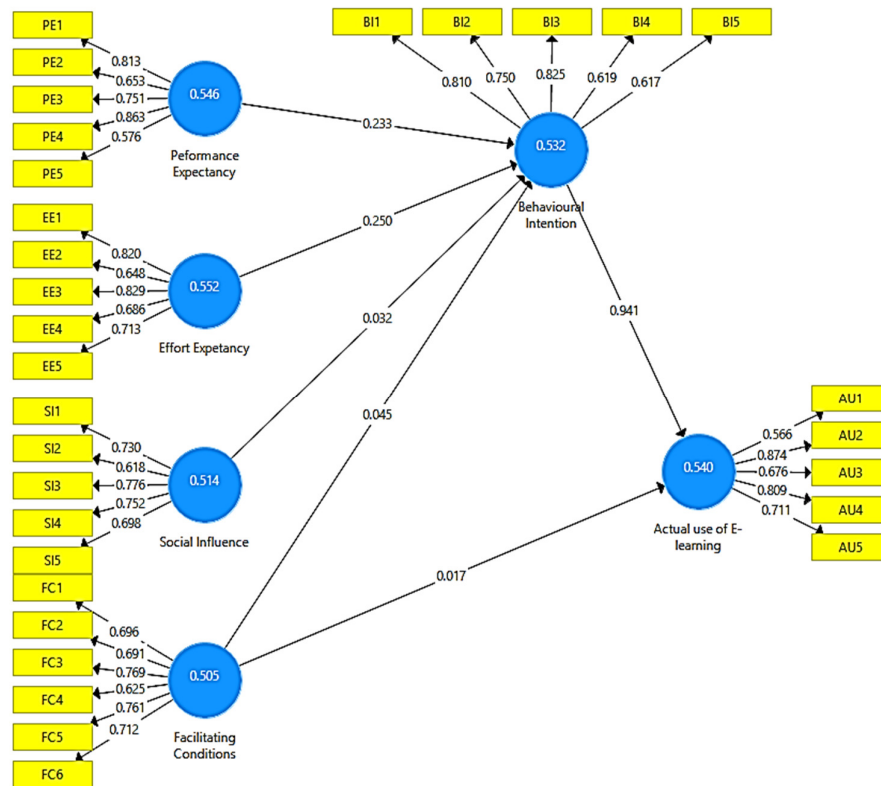 PE1
PE2
PE3
PE4
PE5
0.813
0.653
0.751
0.863
0.576
0.546
Peformance
Expectancy
BI1
BI2
BI3
BI4
BI5
0.810
0.750
0.825
0.619
0.617
0.532
Behavioural
Intention
0.233
EE1
EE2
EE3
EE4
EE5
0.820
0.648
0.829
0.686
0.713
0.552
Effort Expetancy
0.250
SI1
SI2
SI3
SI4
SI5
0.730
0.618
0.776
0.752
0.698
0.514
Social Influence
0.032
0.045
0.941
AU1
AU2
AU3
AU4
AU5
0.566
0.874
0.676
0.809
0.711
0.540
Actual use of E-
learning
FC1
FC2
FC3
FC4
FC5
FC6
0.696
0.691
0.769
0.625
0.761
0.712
0.505
Facilitating
Conditions
0.017